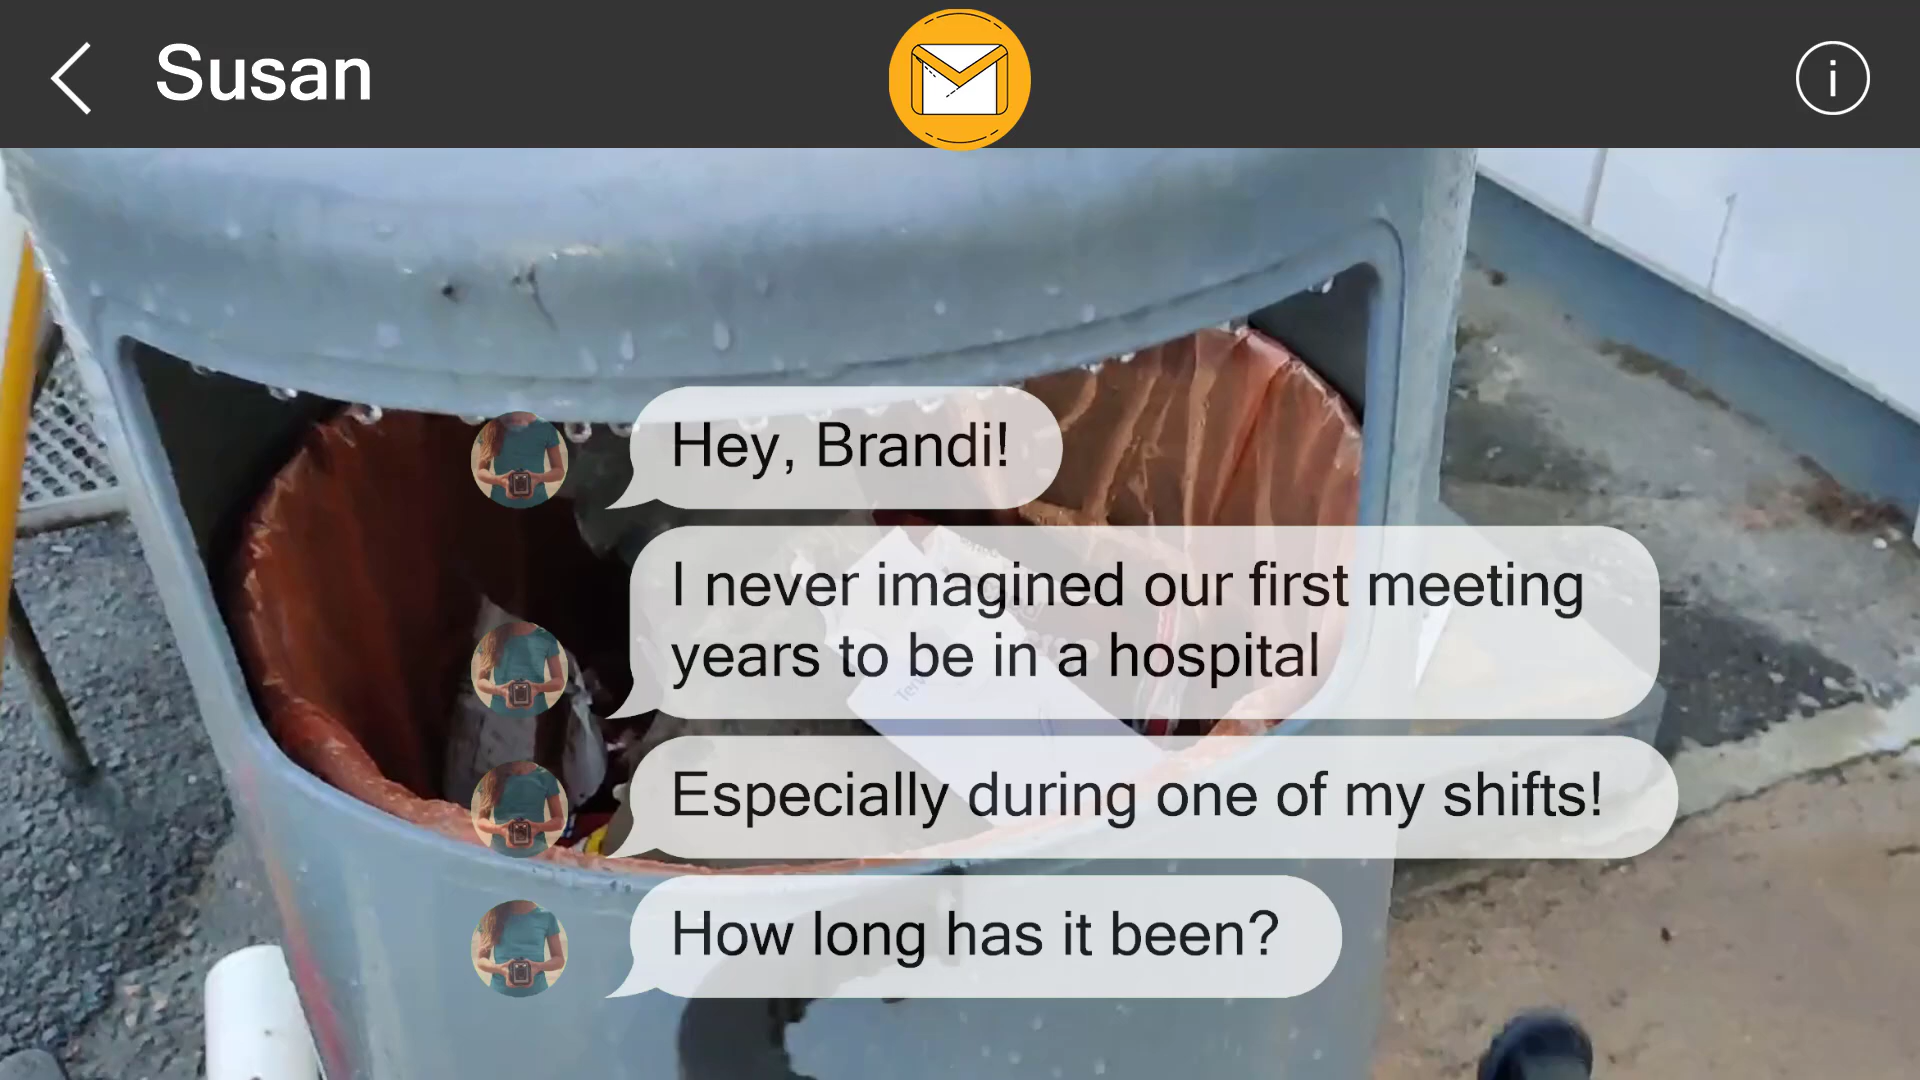 Susan
Hey, Brandi!
I never imagined our first meeting
years to be in a hospital
Especially during one of my shifts!
How long has it been?